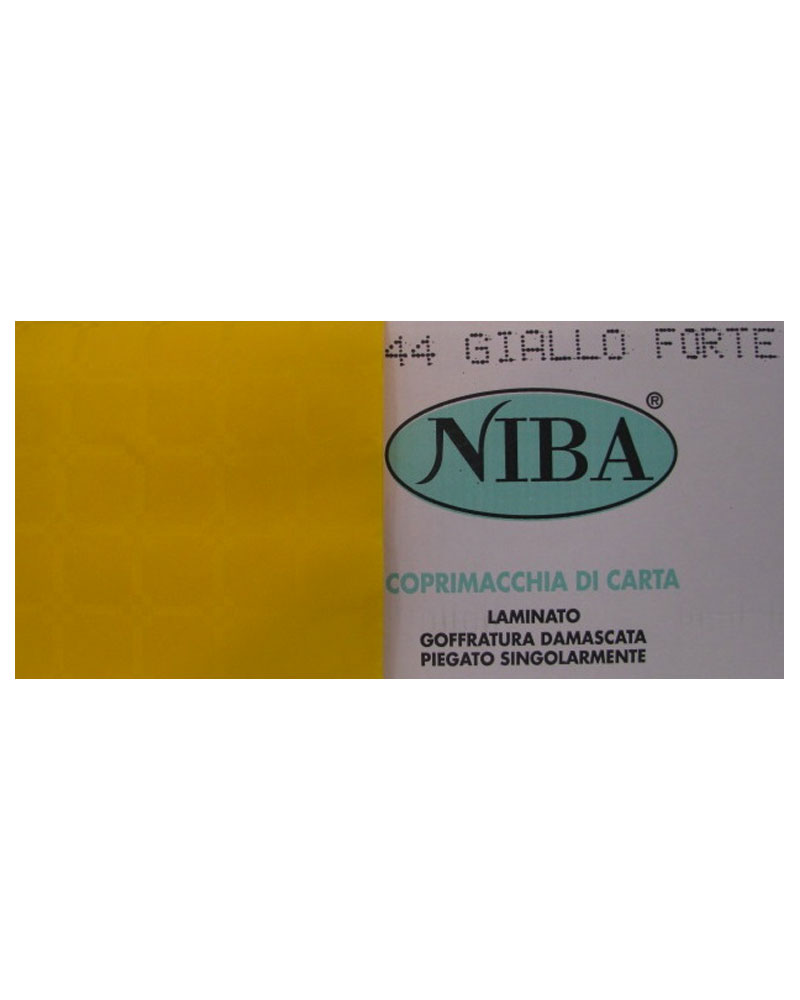 44 GIALLO FORTE
NIBA®
COPRIMACCHIA DI CARTA
LAMINATO
GOFFRATURA DAMASCATA
PIEGATO SINGOLARMENTE